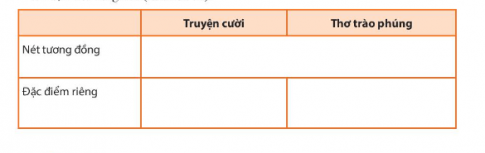 Truyện cười
Thơ trào phúng
Nét tương đồng
Đặc điểm riêng